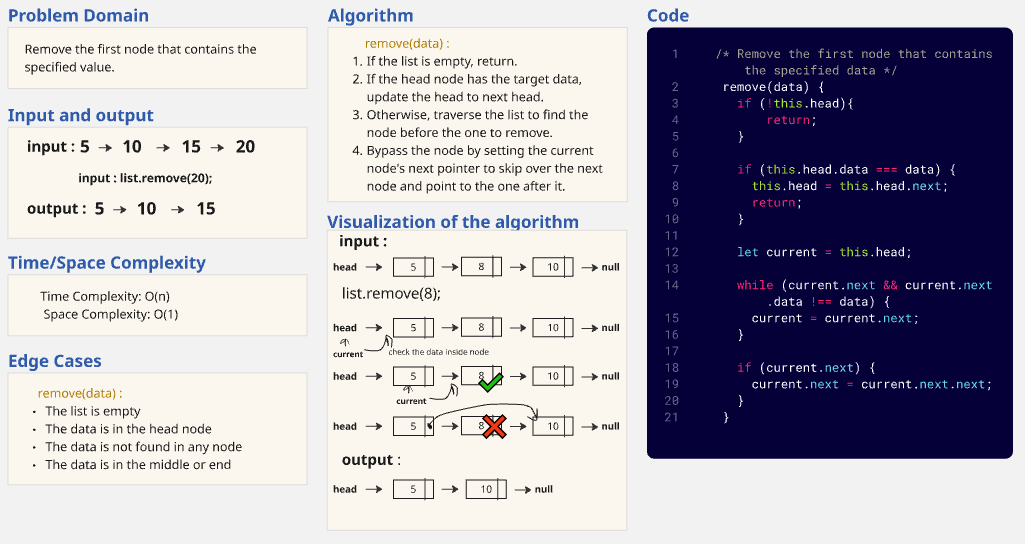 Problem Domain
Remove the first node that contains the
specified value.
Input and output
input : 5 → 10 → 15 → 20
input : list.remove(20);
output : 5 → 10 → 15
Time/Space Complexity
Time Complexity: O(n)
Space Complexity: O(1)
Edge Cases
remove(data) :
• The list is empty
• The data is in the head node
• The data is not found in any node
• The data is in the middle or end
Algorithm
remove(data) :
1. If the list is empty, return.
2. If the head node has the target data,
update the head to next head.
3. Otherwise, traverse the list to find the
node before the one to remove.
4. Bypass the node by setting the current
node's next pointer to skip over the next
node and point to the one after it.
Visualization of the algorithm
input :
head → 5 → 8 → 10 → null
list.remove(8);
head → 5 → 8 → 10 → null
current
check the data inside node
head → 5 → 8 → 10 → null
current
head → 5 → 8 → 10 → null
output :
head → 5 → 10 → null
Code
1 /* Remove the first node that contains
the specified data */
2 remove(data) {
3 if (!this.head){
4 return;
5 }
6
7 if (this.head.data === data) {
8 this.head = this.head.next;
9 return;
10 }
11
12 let current = this.head;
13
14 while (current.next && current.next
.data !== data) {
15 current = current.next;
16 }
17
18 if (current.next) {
19 current.next = current.next.next;
20 }
21 }